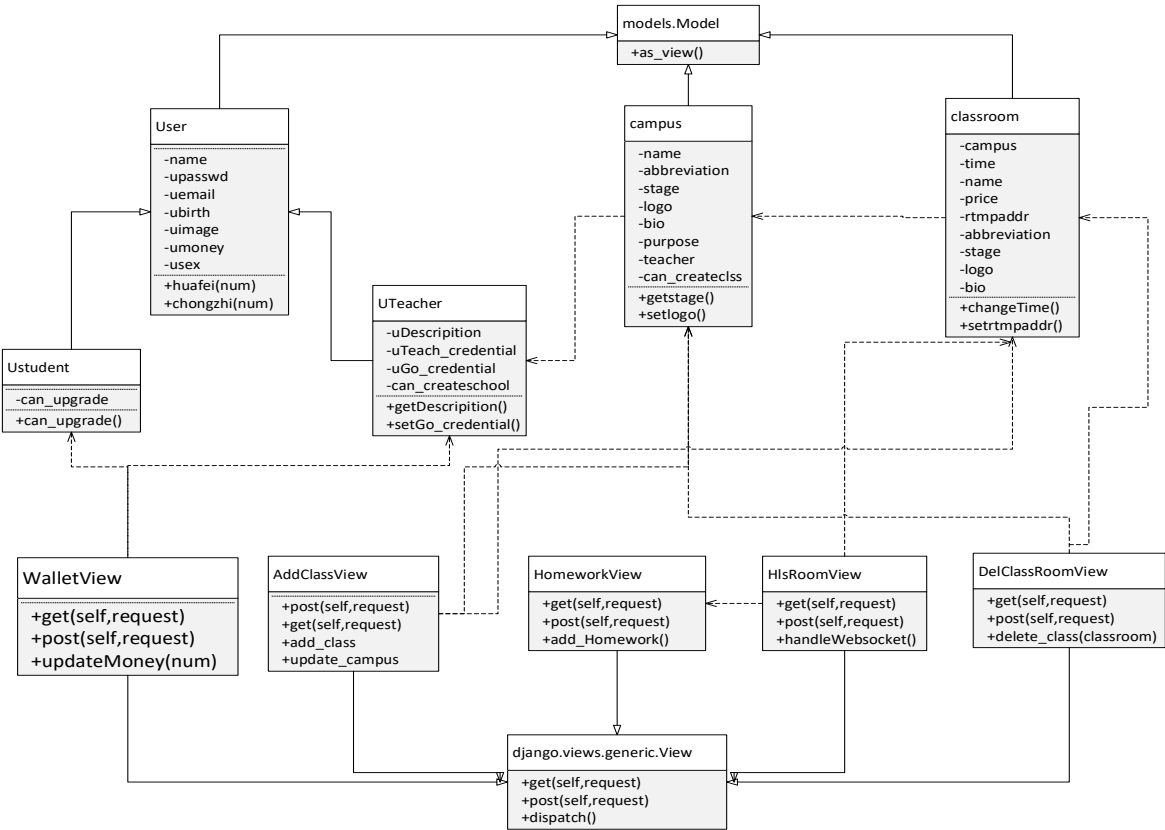 models.Model
+as_view()
User
-name
-upasswd
-uemail
-ubirth
-uimage
-umoney
-usex
+huafei(num)
+chongzhi(num)
campus
-name
-abbreviation
-stage
-logo
-bio
-purpose
-teacher
-can_createclss
+getstage()
+setlogo()
classroom
-campus
-time
-name
-price
-rtmpaddr
-abbreviation
-stage
-logo
-bio
+changeTime()
+setrtmpaddr()
UTeacher
-uDescripition
-uTeach_credential
-uGo_credential
-can_createschool
+getDescripition()
+setGo_credential()
Ustudent
-can_upgrade
+can_upgrade()
WalletView
+get(self,request)
+post(self,request)
+updateMoney(num)
AddClassView
+post(self,request)
+get(self,request)
+add_class
+update_campus
HomeworkView
+get(self,request)
+post(self,request)
+add_Homework()
HlsRoomView
+get(self,request)
+post(self,request)
+handleWebsocket()
DelClassRoomView
+get(self,request)
+post(self,request)
+delete_class(classroom)
django.views.generic.View
+get(self,request)
+post(self,request)
+dispatch()